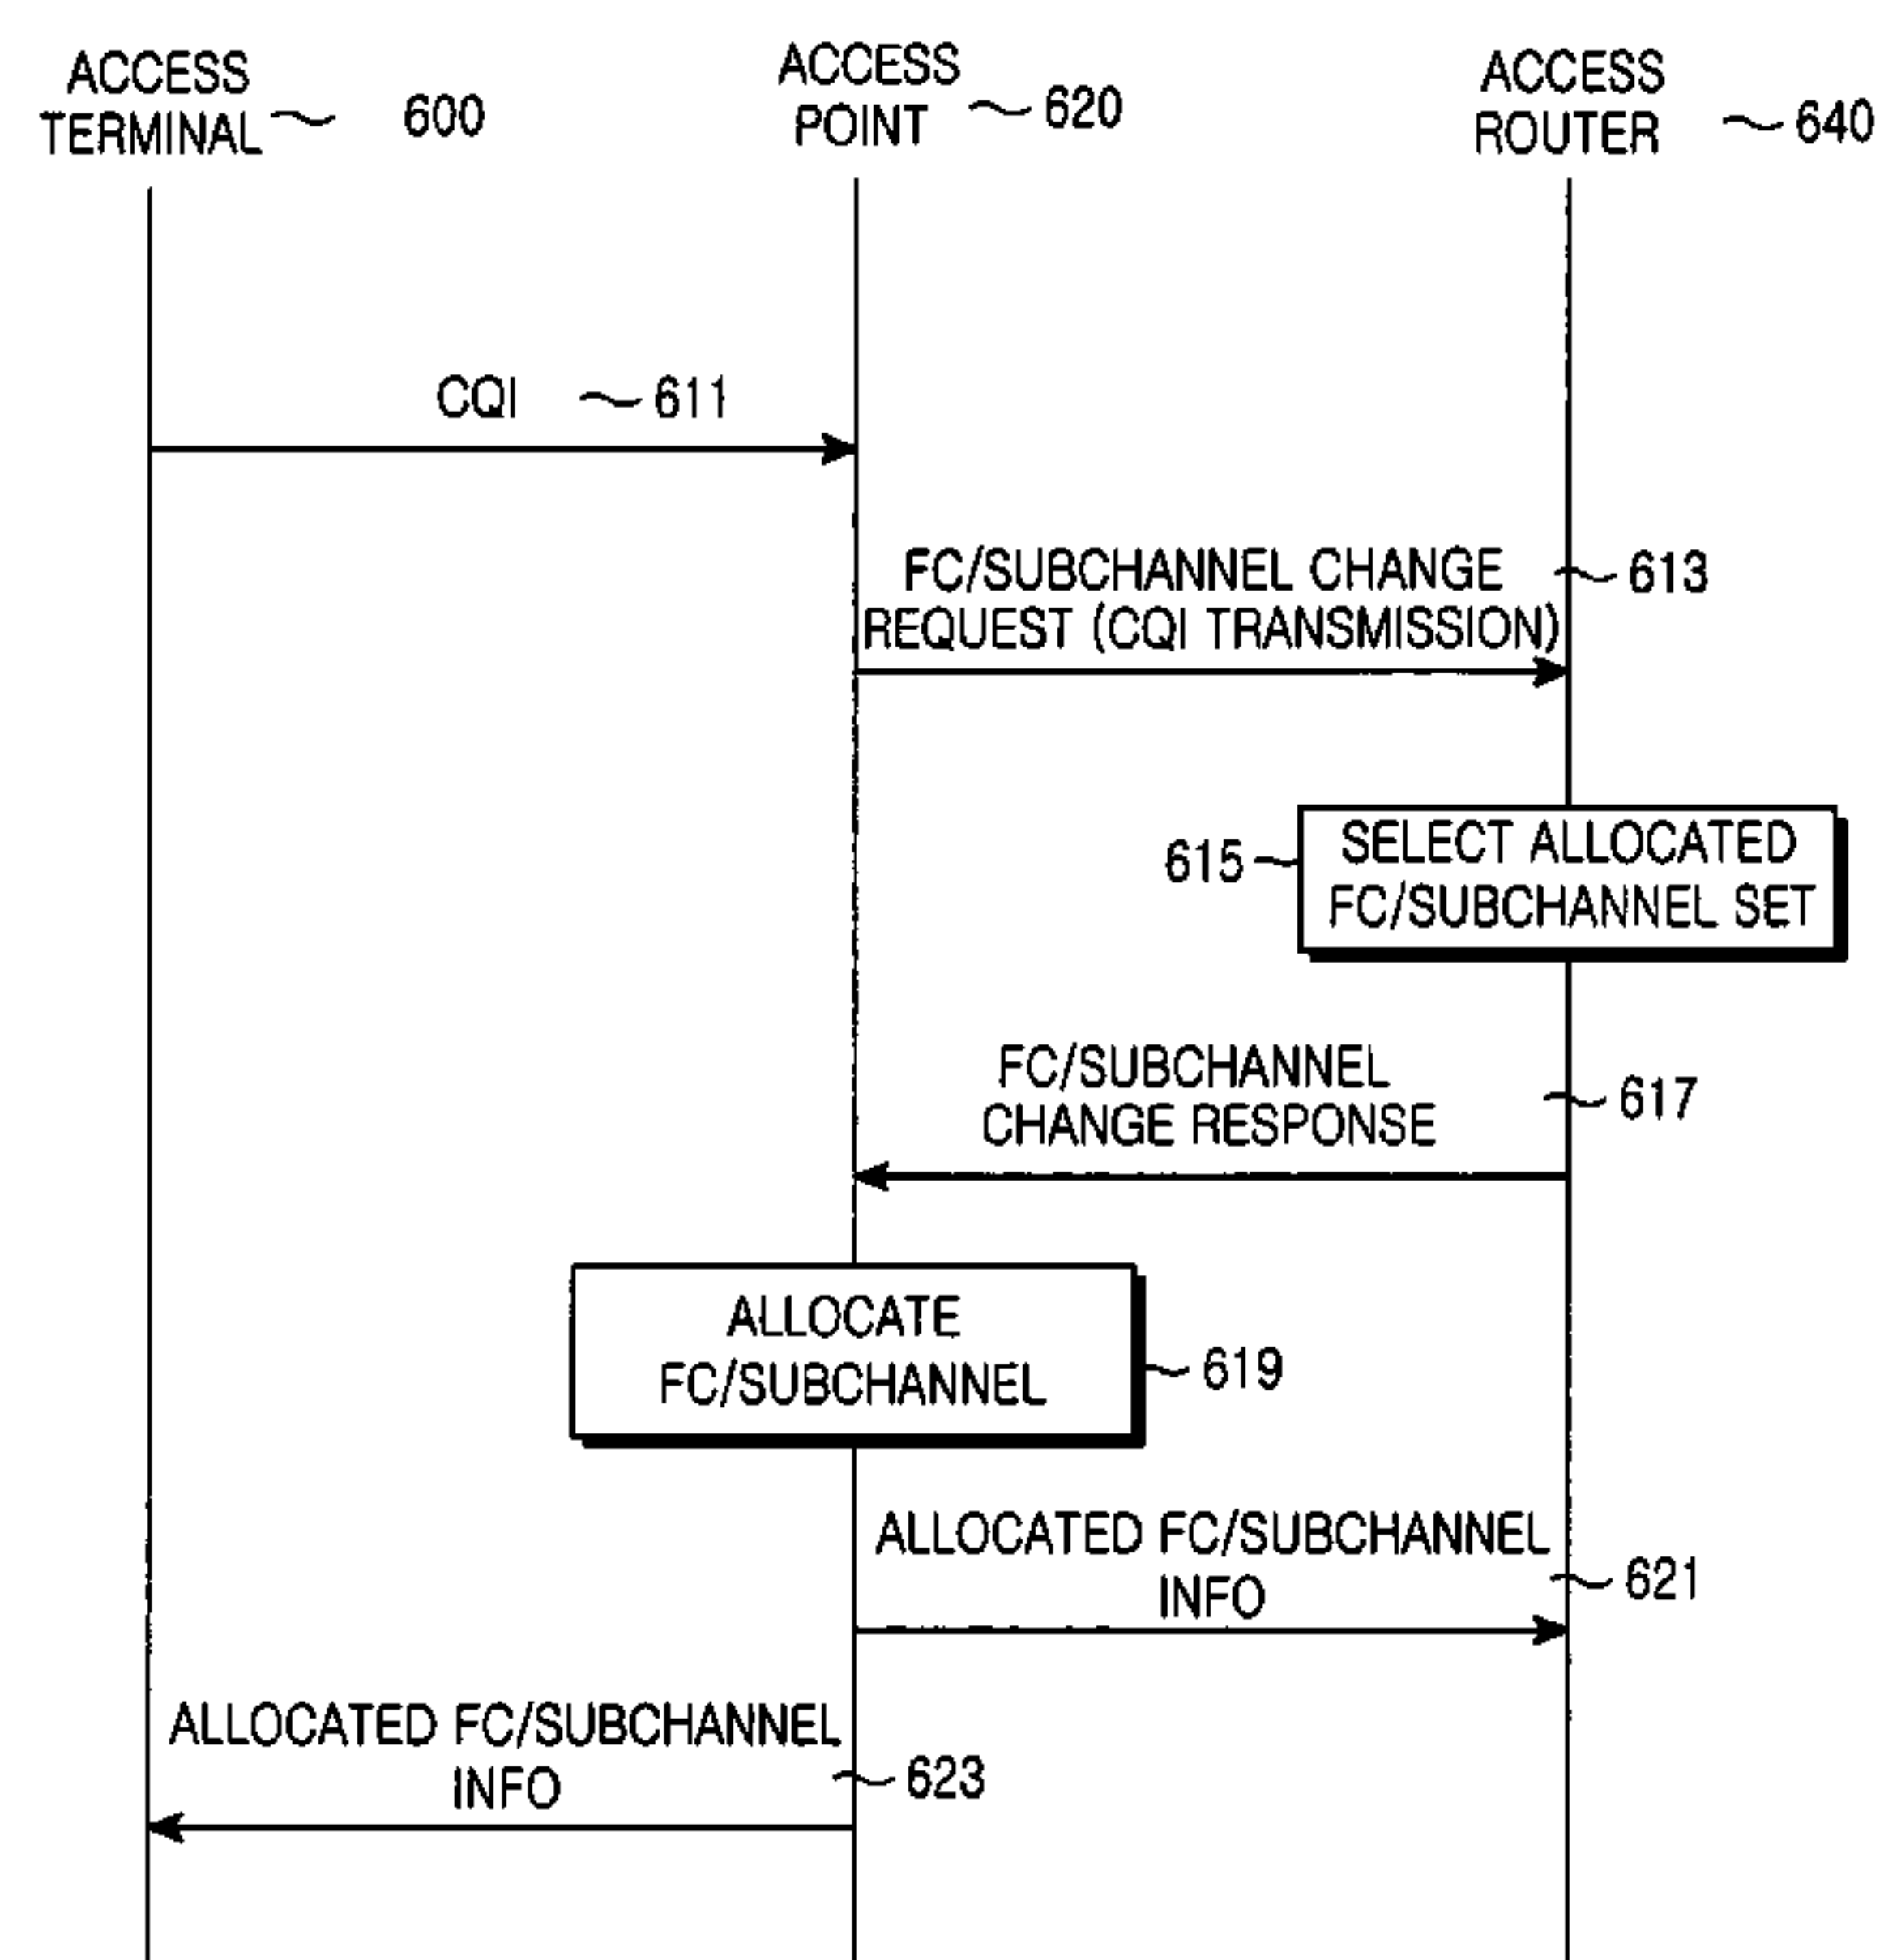 ACCESS
TERMINAL
600
ACCESS
POINT
620
ACCESS
ROUTER
640
CQI
611
FC/SUBCHANNEL CHANGE
REQUEST (CQI TRANSMISSION)
613
SELECT ALLOCATED
FC/SUBCHANNEL SET
615
FC/SUBCHANNEL
CHANGE RESPONSE
617
ALLOCATE
FC/SUBCHANNEL
619
ALLOCATED FC/SUBCHANNEL
INFO
621
ALLOCATED FC/SUBCHANNEL
INFO
623